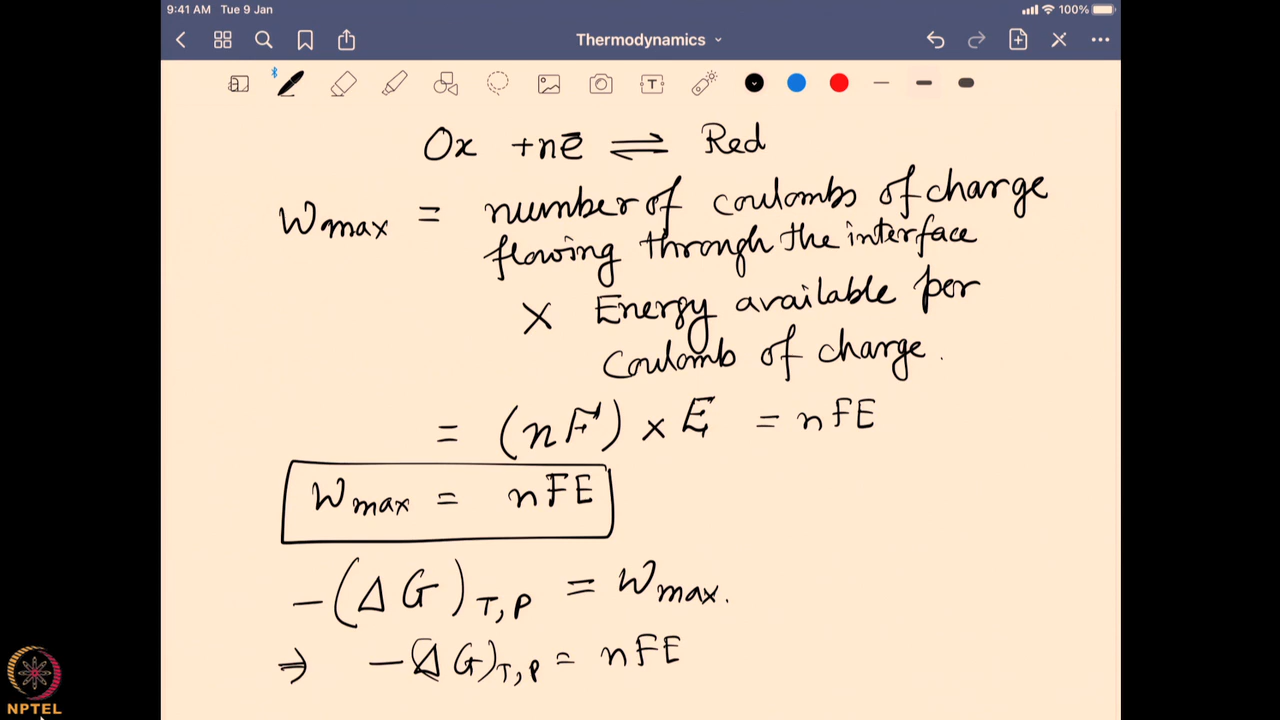 9:41 AM Tue 9 Jan
100%
Thermodynamics
T
Ox + nē ⇌ Red
Wmax = number of coulombs of charge
flowing through the interface
× Energy available per
Coulomb of charge.
= (nF) × E = nFE
Wmax = nFE
-(ΔG)T,P = Wmax.
⇒ -(ΔG)T,P = nFE
NPTEL